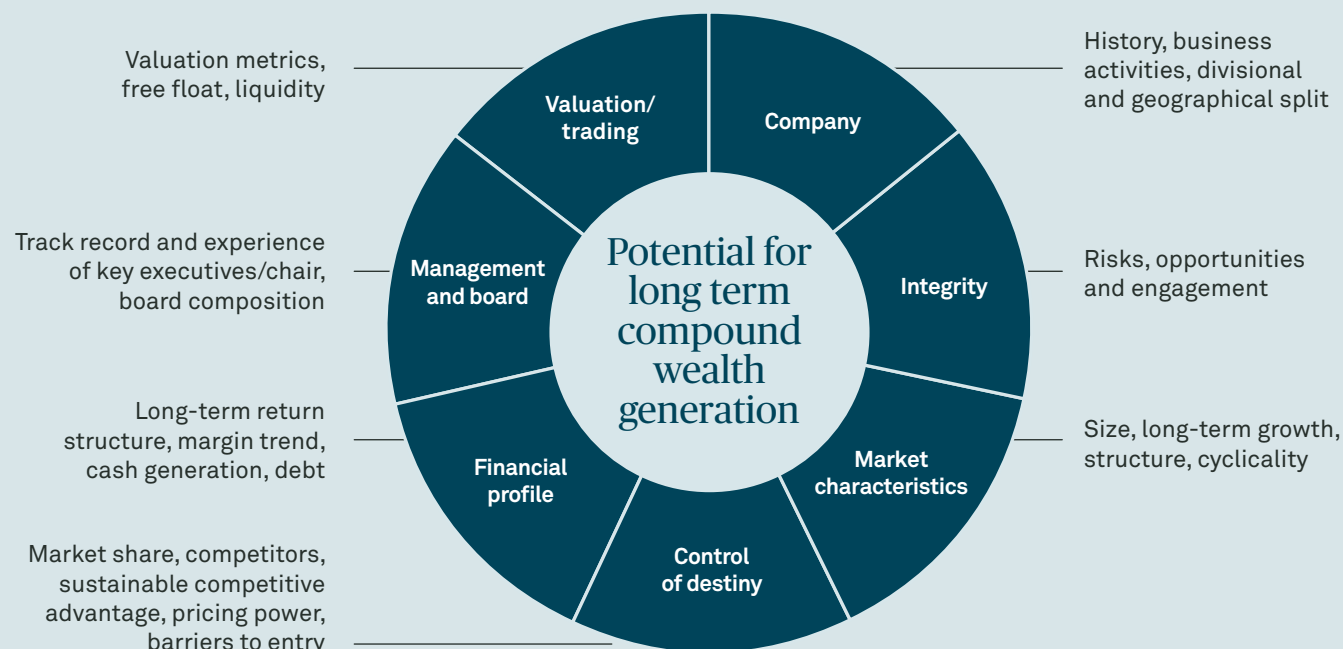 Valuation metrics,
free float, liquidity
Valuation/
trading
Company
History, business
activities, divisional
and geographical split
Track record and experience
of key executives/chair,
board composition
Management
and board
Potential for
long term
compound
wealth
generation
Integrity
Risks, opportunities
and engagement
Long-term return
structure, margin trend,
cash generation, debt
Financial
profile
Market
characteristics
Size, long-term growth,
structure, cyclicality
Market share, competitors,
sustainable competitive
advantage, pricing power,
barriers to entry
Control
of destiny